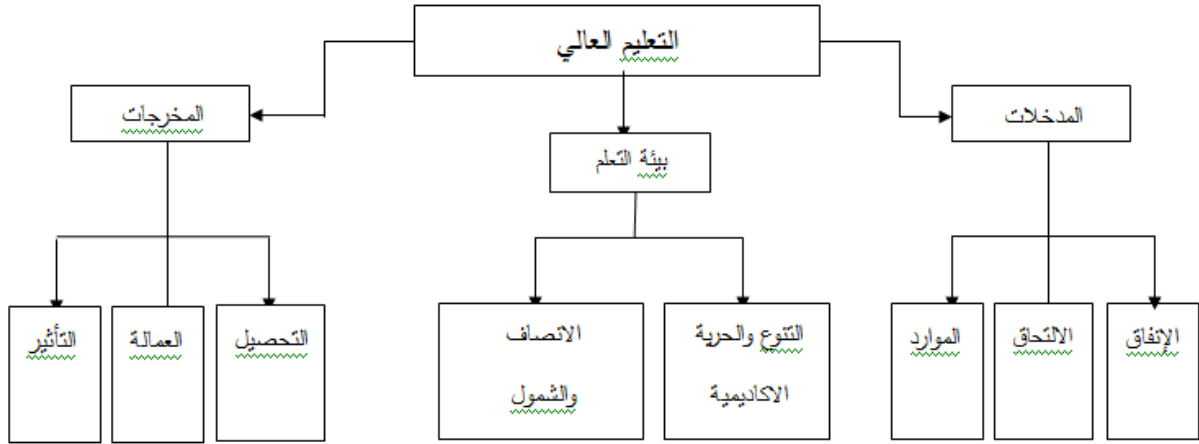 التعليم العالي
المدخلات
بيئة التعلم
المخرجات
الإنفاق
الالتحاق
الموارد
التنوع والحرية
الاكاديمية
الانصاف
والشمول
التحصيل
العمالة
التأثير